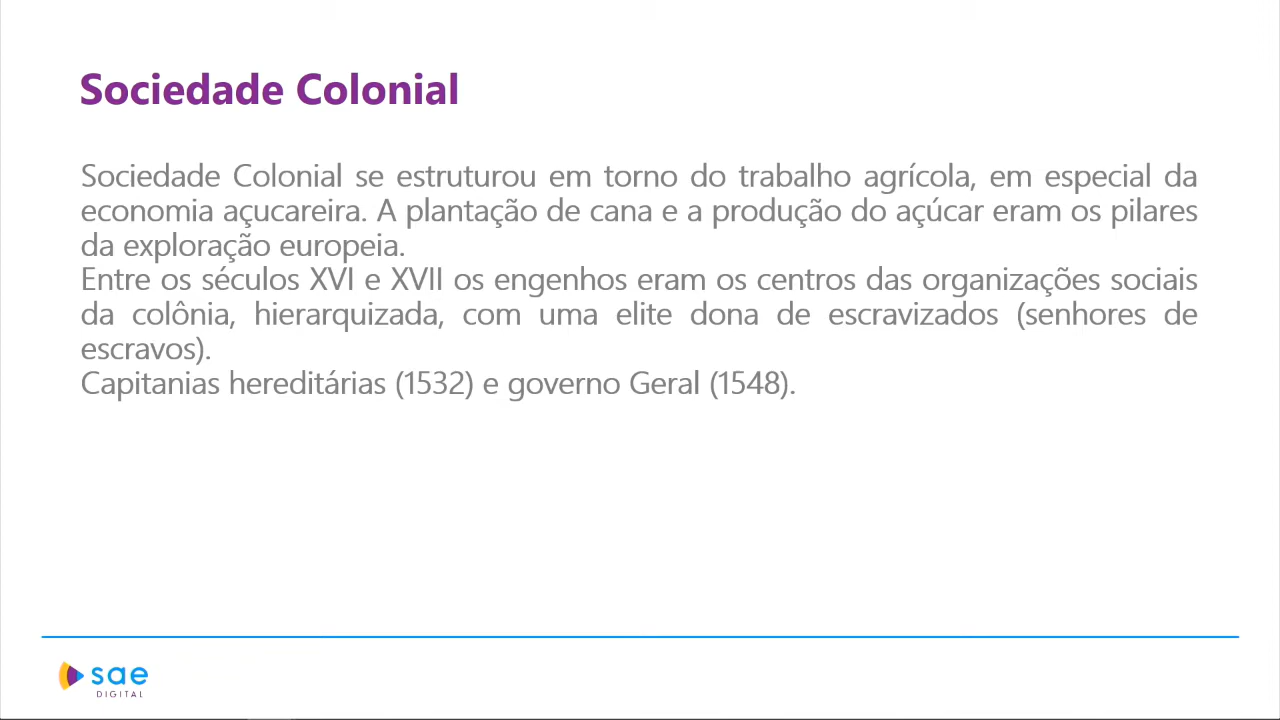 Sociedade Colonial
Sociedade Colonial se estruturou em torno do trabalho agrícola, em especial da
economia açucareira. A plantação de cana e a produção do açúcar eram os pilares
da exploração europeia.
Entre os séculos XVI e XVII os engenhos eram os centros das organizações sociais
da colônia, hierarquizada, com uma elite dona de escravizados (senhores de
escravos).
Capitanias hereditárias (1532) e governo Geral (1548).
sae
DIGITAL